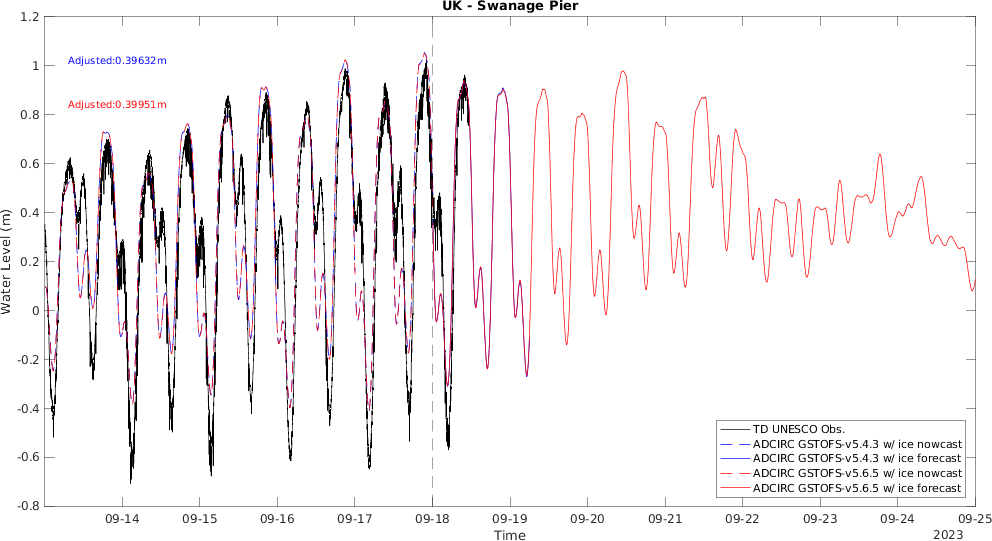 UK - Swanage Pier
Adjusted:0.39632m
Adjusted:0.39951m
Water Level (m)
1.2
1
0.8
0.6
0.4
0.2
0
-0.2
-0.4
-0.6
-0.8
TD UNESCO Obs.
ADCIRC GSTOFS-v5.4.3 w/ ice nowcast
ADCIRC GSTOFS-v5.4.3 w/ ice forecast
ADCIRC GSTOFS-v5.6.5 w/ ice nowcast
ADCIRC GSTOFS-v5.6.5 w/ ice forecast
09-14 09-15 09-16 09-17 09-18 09-19 09-20 09-21 09-22 09-23 09-24 09-25
Time
2023